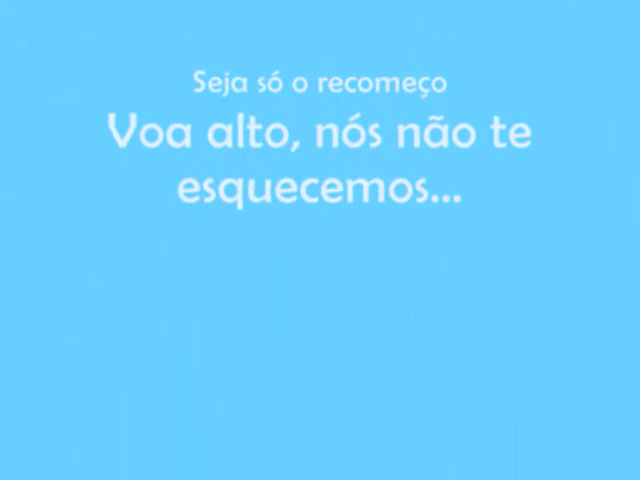 Seja só o recomeço
Voa alto, nós não te
esquecemos...